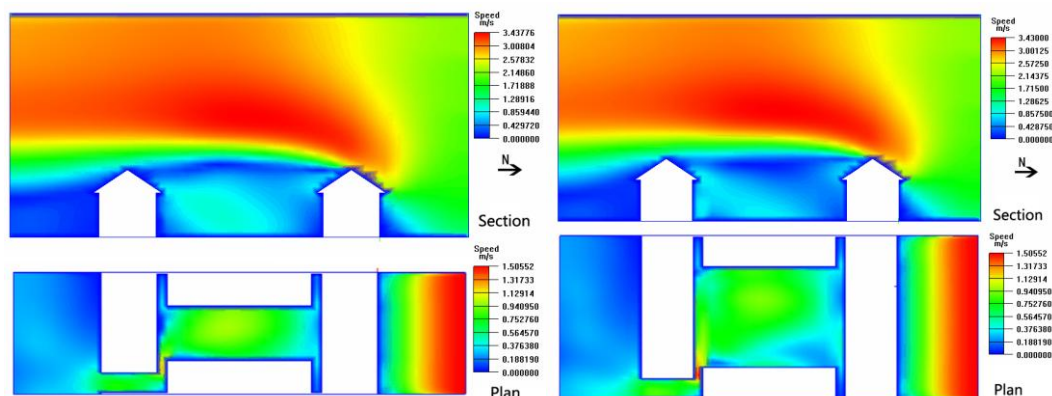 Speed
m/s
3.43776
3.00804
2.57832
2.14860
1.71888
1.28916
0.859440
0.429720
0.000000
N
Section
Speed
m/s
1.50552
1.31733
1.12914
0.940950
0.752760
0.564570
0.376380
0.188190
0.000000
Plan
Speed
m/s
3.43000
3.00125
2.57250
2.14375
1.71500
1.28625
0.857500
0.428750
0.000000
N
Section
Speed
m/s
1.50552
1.31733
1.12914
0.940950
0.752760
0.564570
0.376380
0.188190
0.000000
Plan